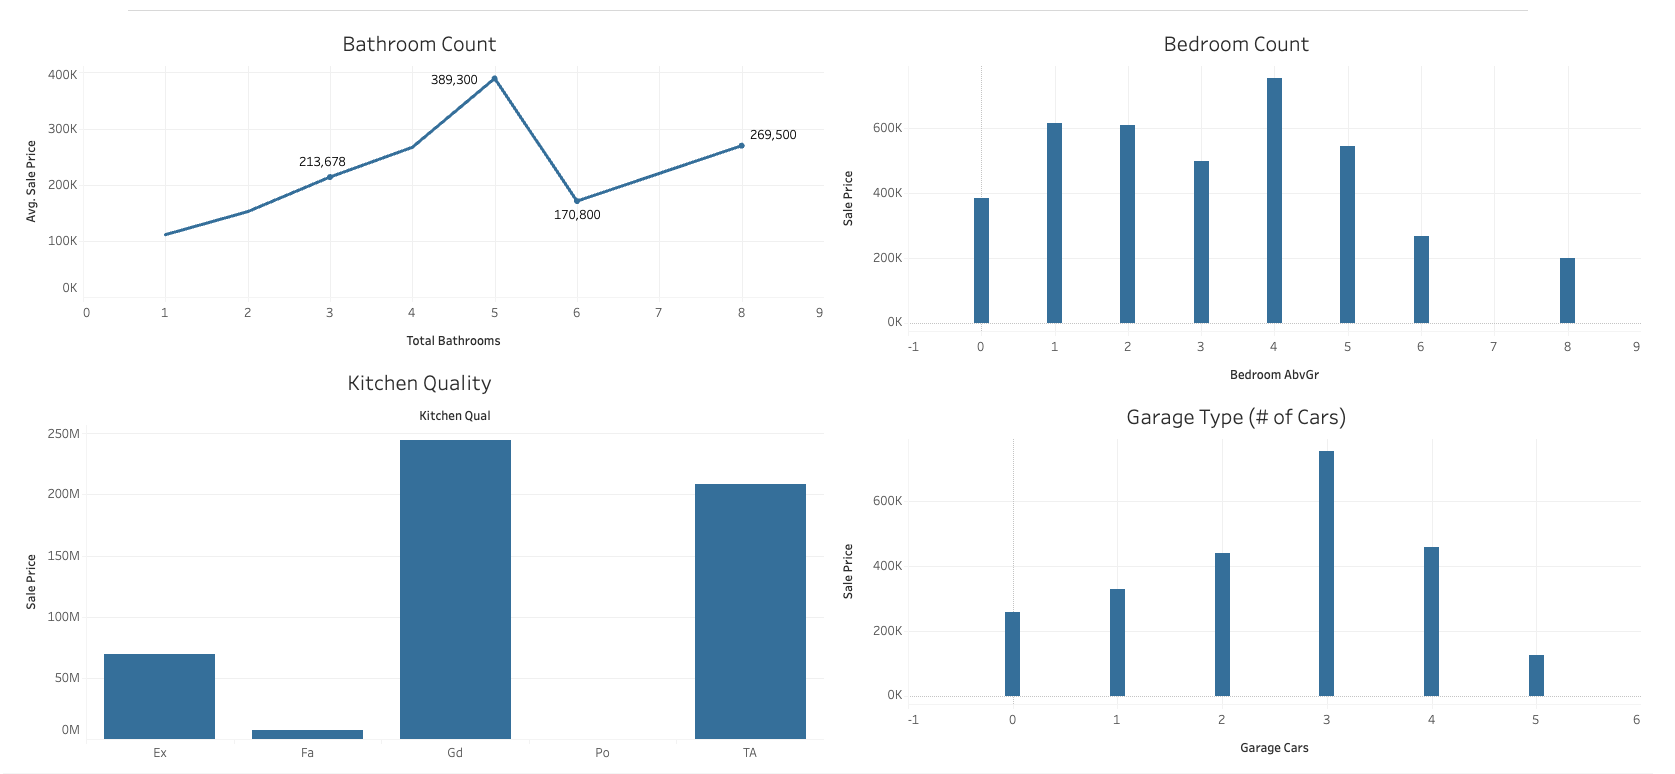 Bathroom Count
400K
300K
200K
100K
0K
Avg. Sale Price
389,300
213,678
170,800
269,500
0 1 2 3 4 5 6 7 8 9
Total Bathrooms
Bedroom Count
600K
400K
200K
0K
Sale Price
-1 0 1 2 3 4 5 6 7 8 9
Bedroom AbvGr
Kitchen Quality
Kitchen Qual
250M
200M
150M
100M
50M
0M
Sale Price
Ex Fa Gd Po TA
Garage Type (# of Cars)
600K
400K
200K
0K
Sale Price
-1 0 1 2 3 4 5 6
Garage Cars